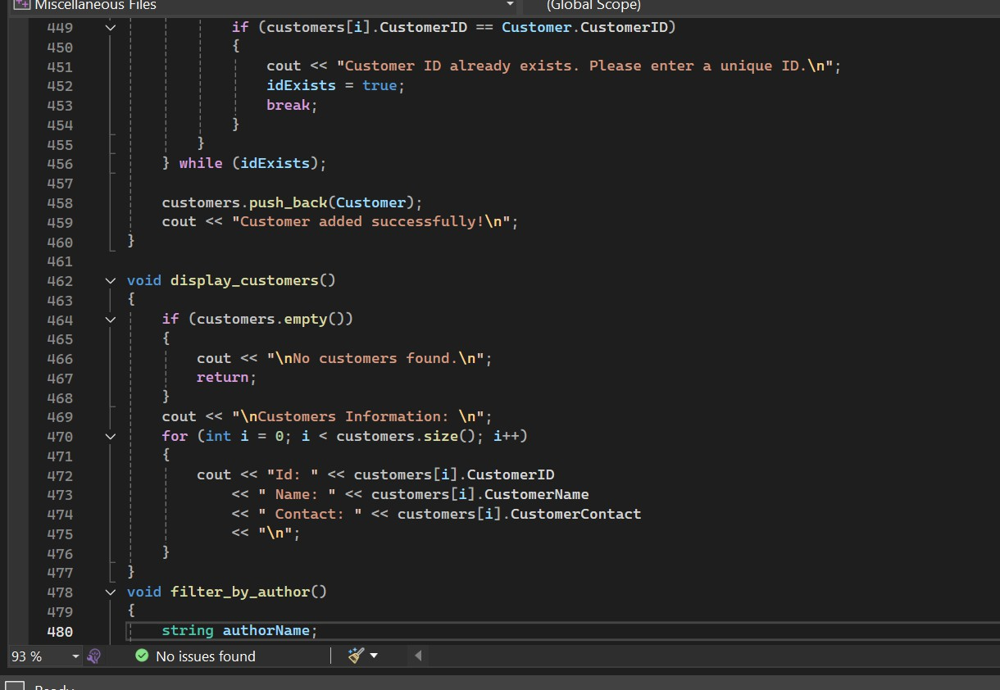 Miscellaneous Files (Global Scope)
449 if (customers[i].CustomerID == Customer.CustomerID)
450 {
451 cout << "Customer ID already exists. Please enter a unique ID.\n";
452 idExists = true;
453 break;
454 }
455 }
456 } while (idExists);
457
458 customers.push_back(Customer);
459 cout << "Customer added successfully!\n";
460 }
461
462 void display_customers()
463 {
464 if (customers.empty())
465 {
466 cout << "\nNo customers found.\n";
467 return;
468 }
469 cout << "\nCustomers Information: \n";
470 for (int i = 0; i < customers.size(); i++)
471 {
472 cout << "Id: " << customers[i].CustomerID
473 << " Name: " << customers[i].CustomerName
474 << " Contact: " << customers[i].CustomerContact
475 << "\n";
476 }
477 }
478 void filter_by_author()
479 {
480 string authorName;
93 % No issues found
Ready